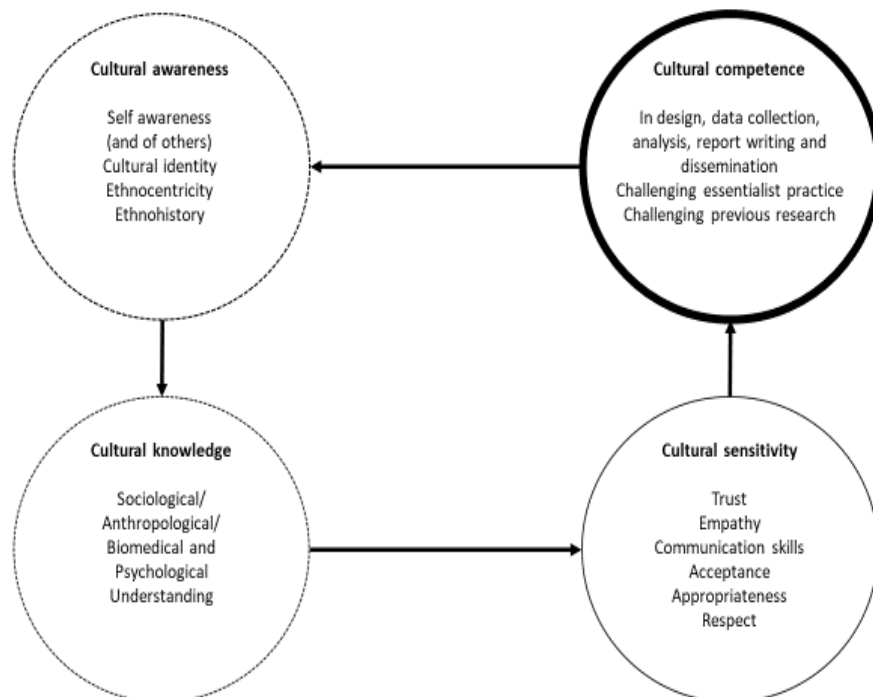 Cultural awareness
Self awareness
(and of others)
Cultural identity
Ethnocentricity
Ethnohistory
Cultural competence
In design, data collection,
analysis, report writing and
dissemination
Challenging essentialist practice
Challenging previous research
Cultural knowledge
Sociological/
Anthropological/
Biomedical and
Psychological
Understanding
Cultural sensitivity
Trust
Empathy
Communication skills
Acceptance
Appropriateness
Respect